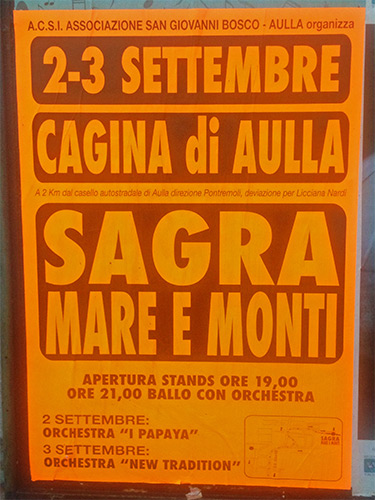 A.C.S.I. ASSOCIAZIONE SAN GIOVANNI BOSCO - AULLA organizza
2-3 SETTEMBRE
CAGINA di AULLA
A 2 Km dal casello autostradale di Aulla direzione Pontremoli, deviazione per Licciana Nardi
SAGRA
MARE E MONTI
APERTURA STANDS ORE 19,00
ORE 21,00 BALLO CON ORCHESTRA
2 SETTEMBRE:
ORCHESTRA "I PAPAYA"
3 SETTEMBRE:
ORCHESTRA "NEW TRADITION"
SAGRA